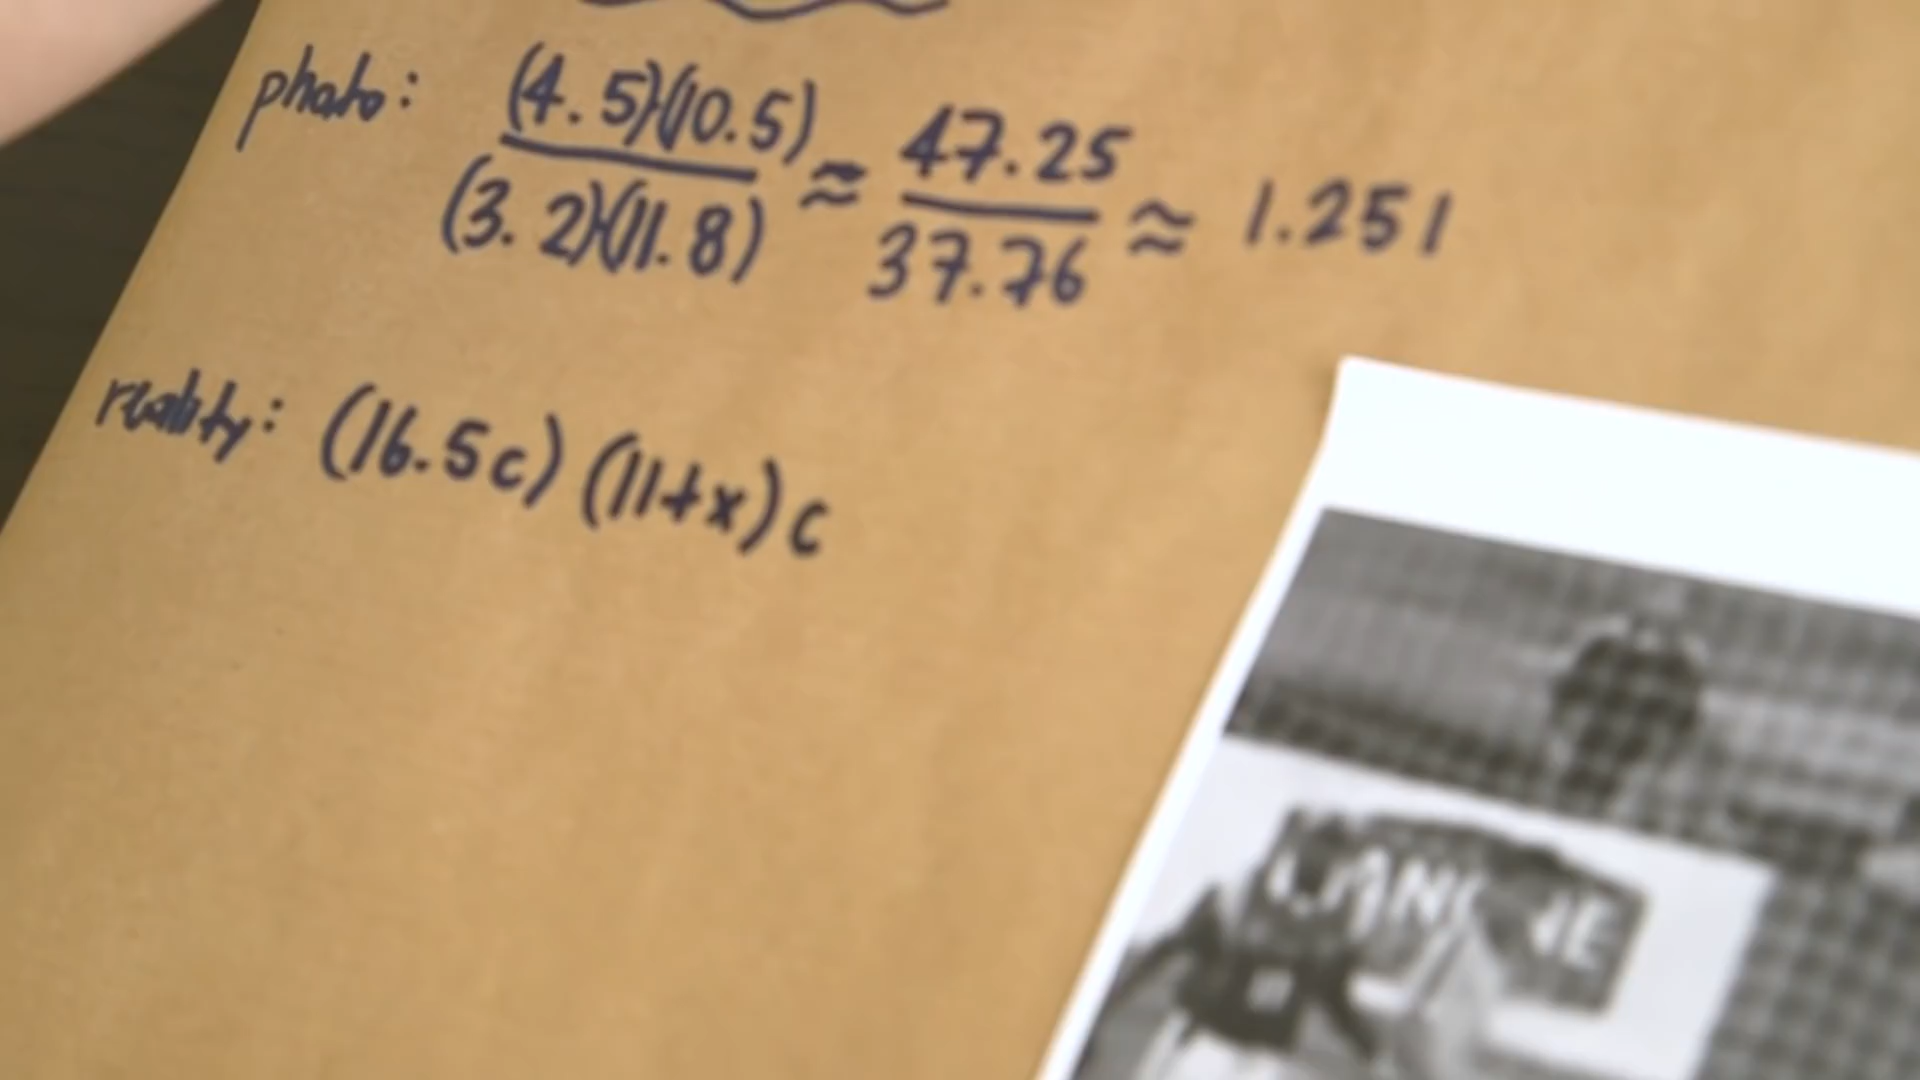 photo: (4.5)(10.5) / (3.2)(11.8) ≈ 47.25 / 37.76 ≈ 1.251
reality: (16.5c) (11+x)c